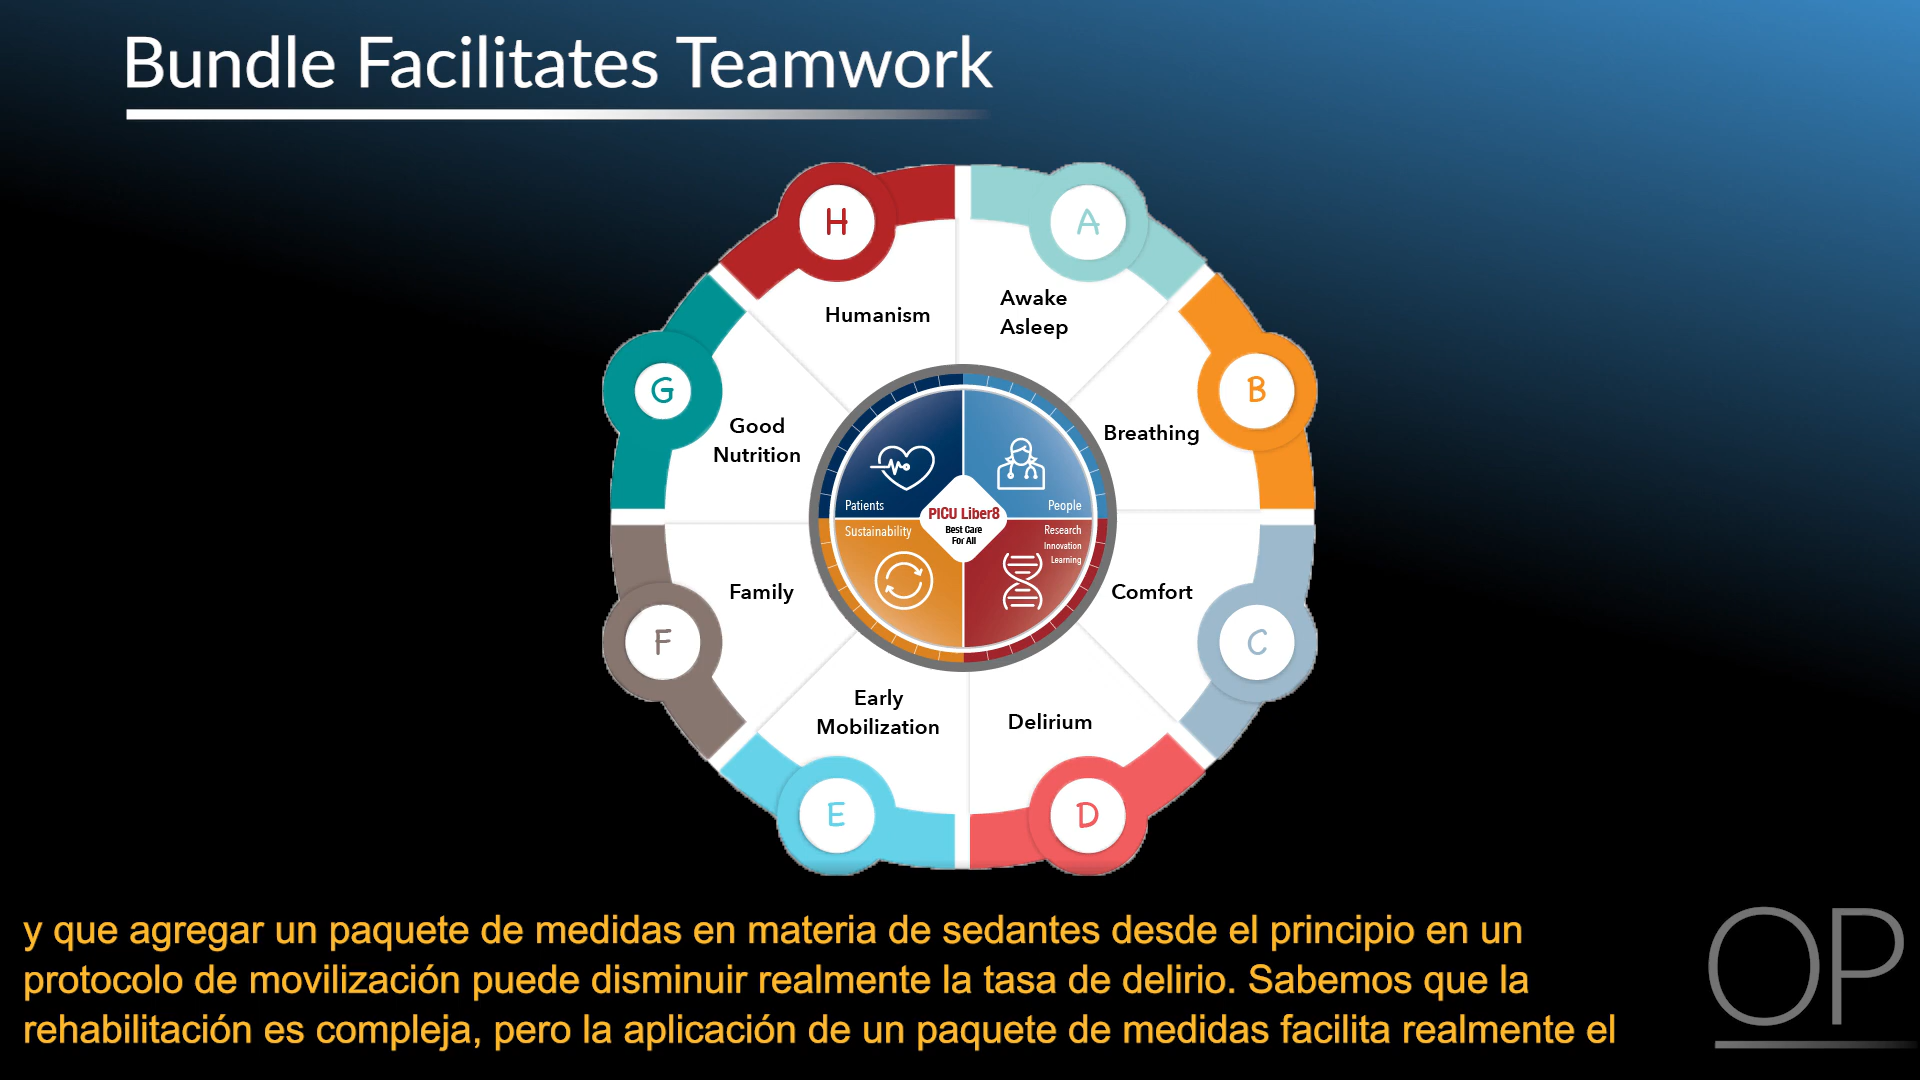 Bundle Facilitates Teamwork
H
A
Humanism
Awake
Asleep
G
B
Good
Nutrition
Breathing
Patients
People
PICU Liber8
Best Care
For All
Sustainability
Research
Innovation
Learning
Family
Comfort
F
C
Early
Mobilization
Delirium
E
D
y que agregar un paquete de medidas en materia de sedantes desde el principio en un
protocolo de movilización puede disminuir realmente la tasa de delirio. Sabemos que la
rehabilitación es compleja, pero la aplicación de un paquete de medidas facilita realmente el
OP